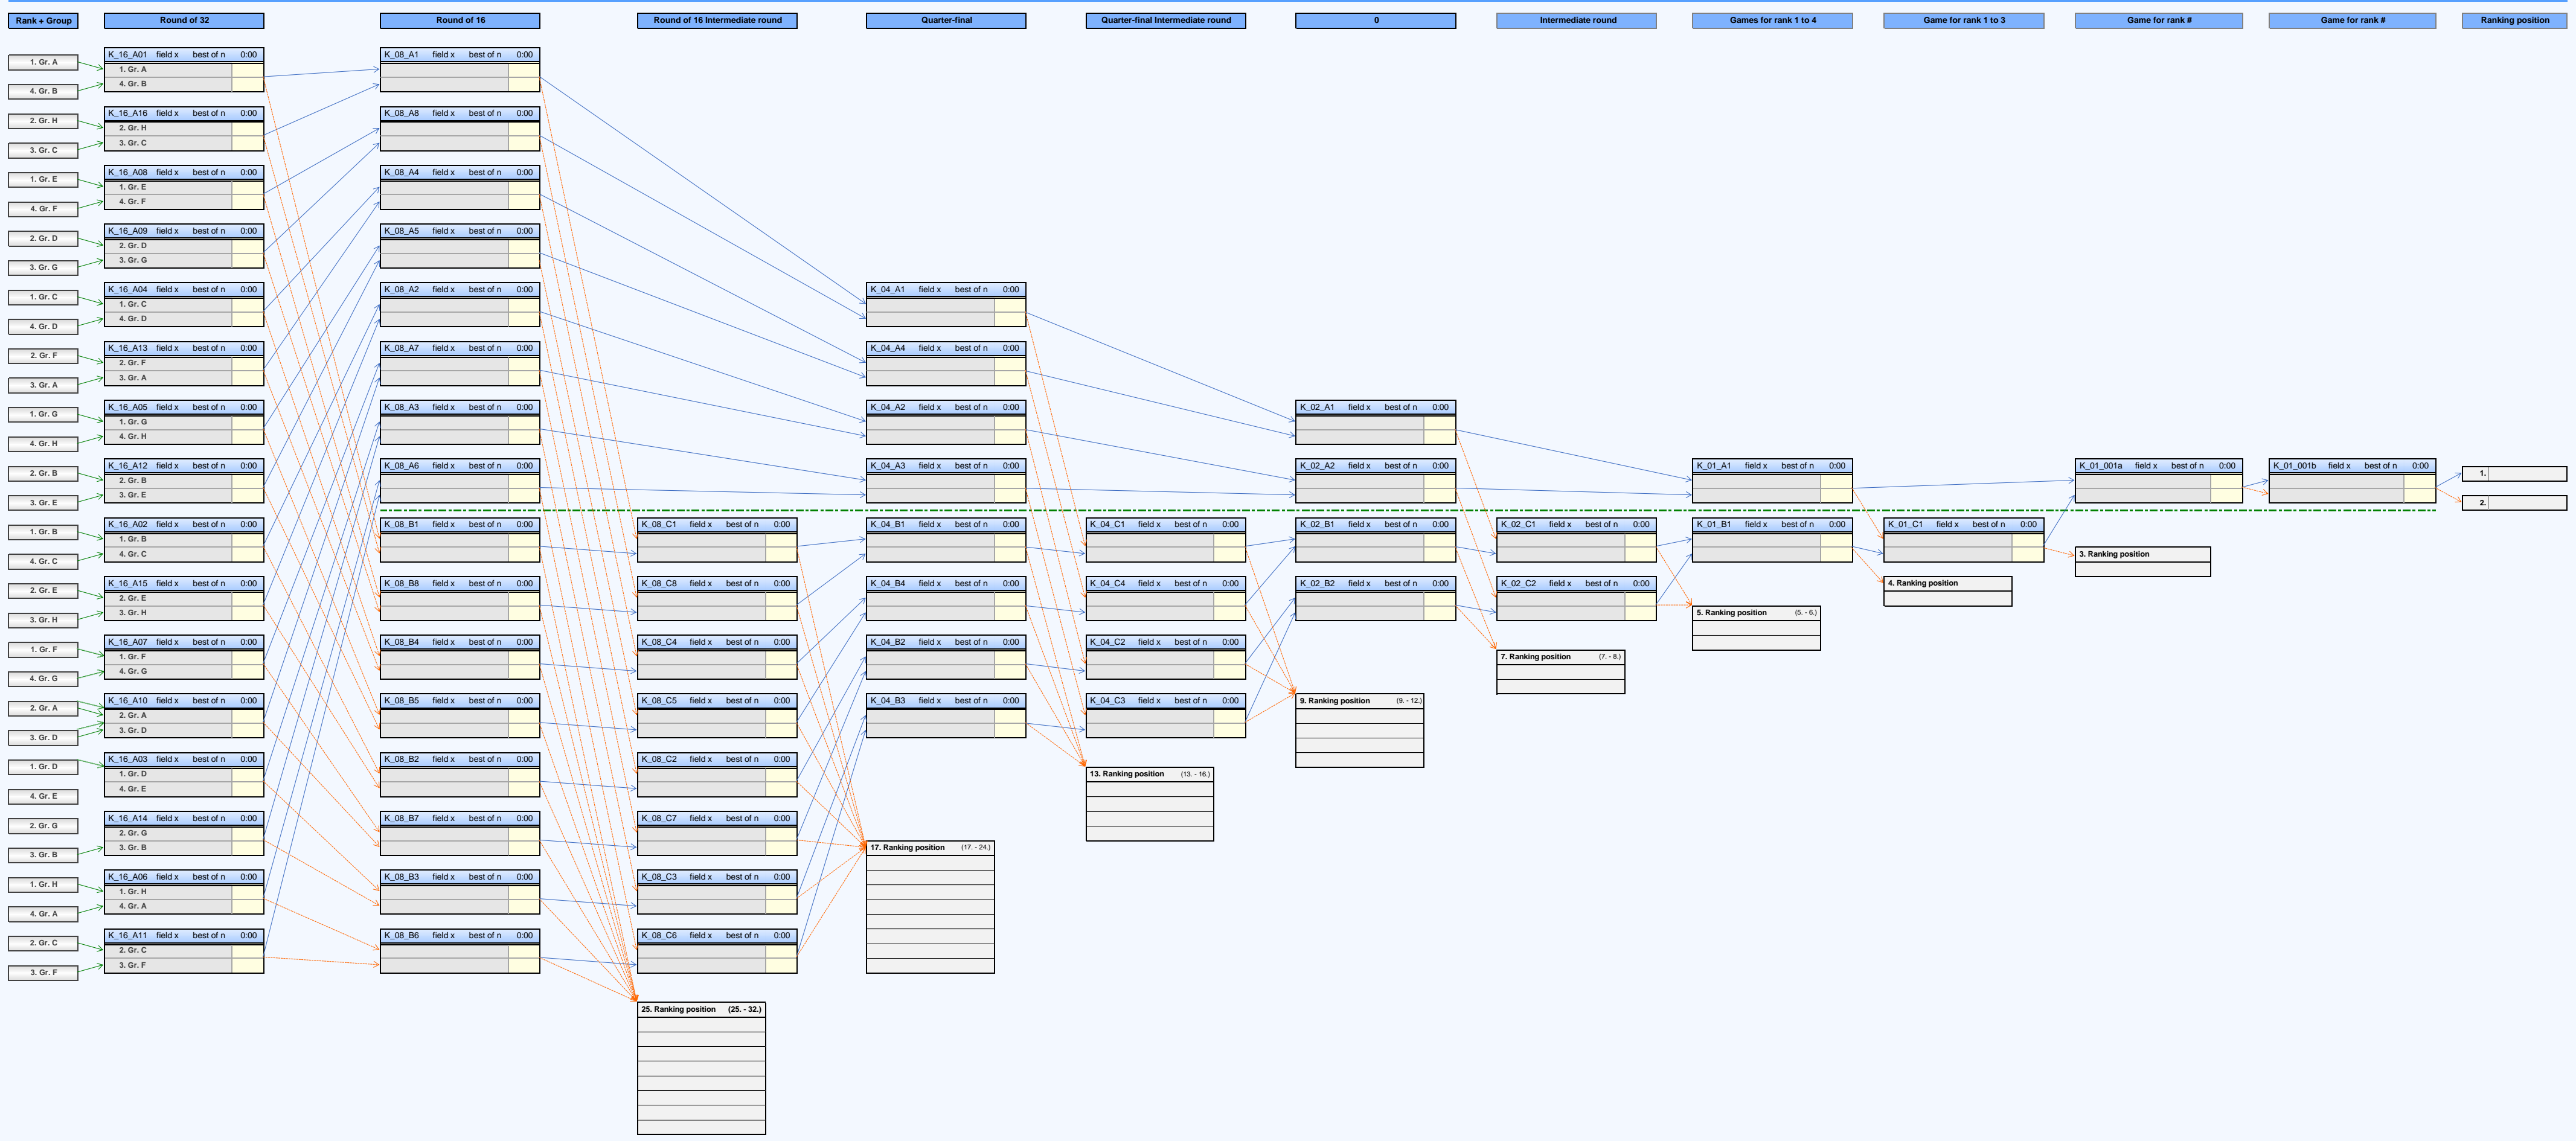 Rank + Group
Round of 32
Round of 16
Round of 16 Intermediate round
Quarter-final
Quarter-final Intermediate round
0
Intermediate round
Games for rank 1 to 4
Game for rank 1 to 3
Game for rank #
Game for rank #
Ranking position
1. Gr. A
4. Gr. B
2. Gr. H
3. Gr. C
1. Gr. E
4. Gr. F
2. Gr. D
3. Gr. G
1. Gr. C
4. Gr. D
2. Gr. F
3. Gr. A
1. Gr. G
4. Gr. H
2. Gr. B
3. Gr. E
1. Gr. B
4. Gr. C
2. Gr. E
3. Gr. H
1. Gr. F
4. Gr. G
2. Gr. A
3. Gr. D
1. Gr. D
4. Gr. E
2. Gr. G
3. Gr. B
1. Gr. H
4. Gr. A
2. Gr. C
3. Gr. F
K_16_A01 field x best of n 0:00
1. Gr. A
4. Gr. B
K_16_A16 field x best of n 0:00
2. Gr. H
3. Gr. C
K_16_A08 field x best of n 0:00
1. Gr. E
4. Gr. F
K_16_A09 field x best of n 0:00
2. Gr. D
3. Gr. G
K_16_A04 field x best of n 0:00
1. Gr. C
4. Gr. D
K_16_A13 field x best of n 0:00
2. Gr. F
3. Gr. A
K_16_A05 field x best of n 0:00
1. Gr. G
4. Gr. H
K_16_A12 field x best of n 0:00
2. Gr. B
3. Gr. E
K_16_A02 field x best of n 0:00
1. Gr. B
4. Gr. C
K_16_A15 field x best of n 0:00
2. Gr. E
3. Gr. H
K_16_A07 field x best of n 0:00
1. Gr. F
4. Gr. G
K_16_A10 field x best of n 0:00
2. Gr. A
3. Gr. D
K_16_A03 field x best of n 0:00
1. Gr. D
4. Gr. E
K_16_A14 field x best of n 0:00
2. Gr. G
3. Gr. B
K_16_A06 field x best of n 0:00
1. Gr. H
4. Gr. A
K_16_A11 field x best of n 0:00
2. Gr. C
3. Gr. F
K_08_A1 field x best of n 0:00
K_08_A8 field x best of n 0:00
K_08_A4 field x best of n 0:00
K_08_A5 field x best of n 0:00
K_08_A2 field x best of n 0:00
K_08_A7 field x best of n 0:00
K_08_A3 field x best of n 0:00
K_08_A6 field x best of n 0:00
K_08_B1 field x best of n 0:00
K_08_B8 field x best of n 0:00
K_08_B4 field x best of n 0:00
K_08_B5 field x best of n 0:00
K_08_B2 field x best of n 0:00
K_08_B7 field x best of n 0:00
K_08_B3 field x best of n 0:00
K_08_B6 field x best of n 0:00
K_08_C1 field x best of n 0:00
K_08_C8 field x best of n 0:00
K_08_C4 field x best of n 0:00
K_08_C5 field x best of n 0:00
K_08_C2 field x best of n 0:00
K_08_C7 field x best of n 0:00
K_08_C3 field x best of n 0:00
K_08_C6 field x best of n 0:00
25. Ranking position (25. - 32.)
K_04_A1 field x best of n 0:00
K_04_A4 field x best of n 0:00
K_04_A2 field x best of n 0:00
K_04_A3 field x best of n 0:00
K_04_B1 field x best of n 0:00
K_04_B4 field x best of n 0:00
K_04_B2 field x best of n 0:00
K_04_B3 field x best of n 0:00
17. Ranking position (17. - 24.)
K_04_C1 field x best of n 0:00
K_04_C4 field x best of n 0:00
K_04_C2 field x best of n 0:00
K_04_C3 field x best of n 0:00
13. Ranking position (13. - 16.)
K_02_A1 field x best of n 0:00
K_02_A2 field x best of n 0:00
K_02_B1 field x best of n 0:00
K_02_B2 field x best of n 0:00
9. Ranking position (9. - 12.)
K_02_C1 field x best of n 0:00
K_02_C2 field x best of n 0:00
7. Ranking position (7. - 8.)
K_01_A1 field x best of n 0:00
K_01_B1 field x best of n 0:00
5. Ranking position (5. - 6.)
K_01_C1 field x best of n 0:00
4. Ranking position
K_01_001a field x best of n 0:00
3. Ranking position
K_01_001b field x best of n 0:00
1.
2.